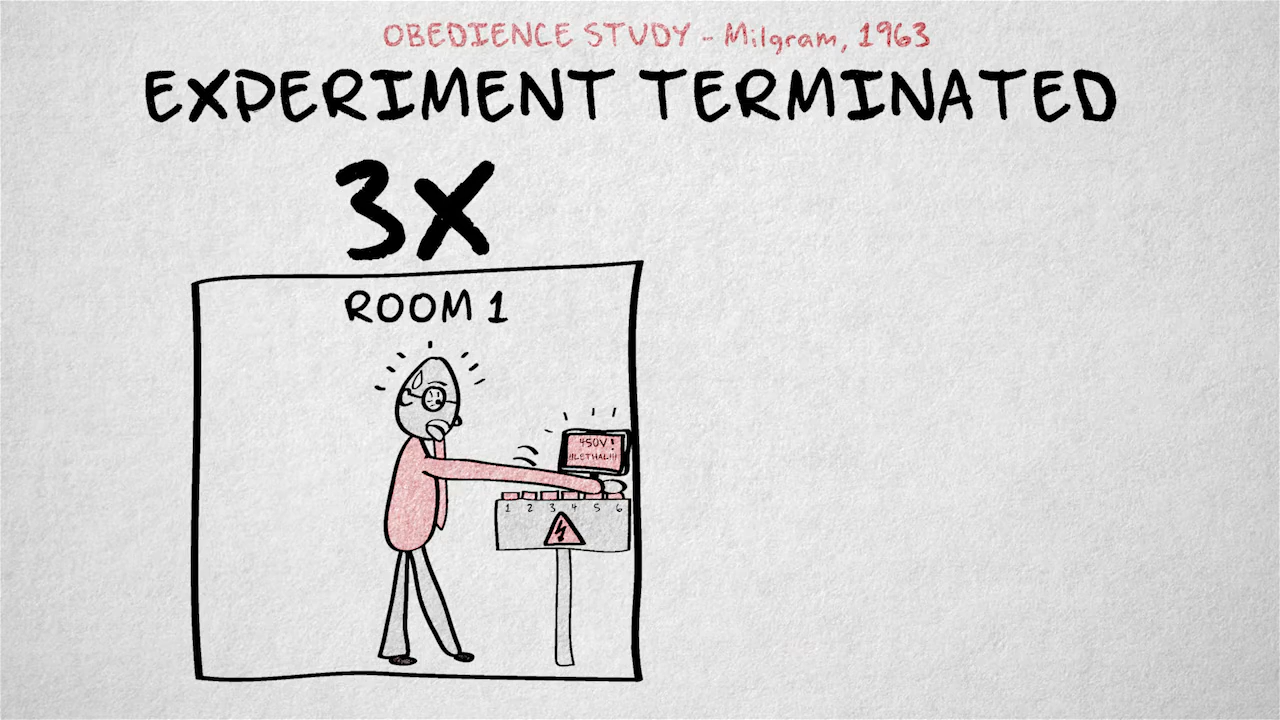 OBEDIENCE STUDY - Milgram, 1963
EXPERIMENT TERMINATED
3X
ROOM 1
450V!
!!LETHAL!!!
1 2 3 4 5 6